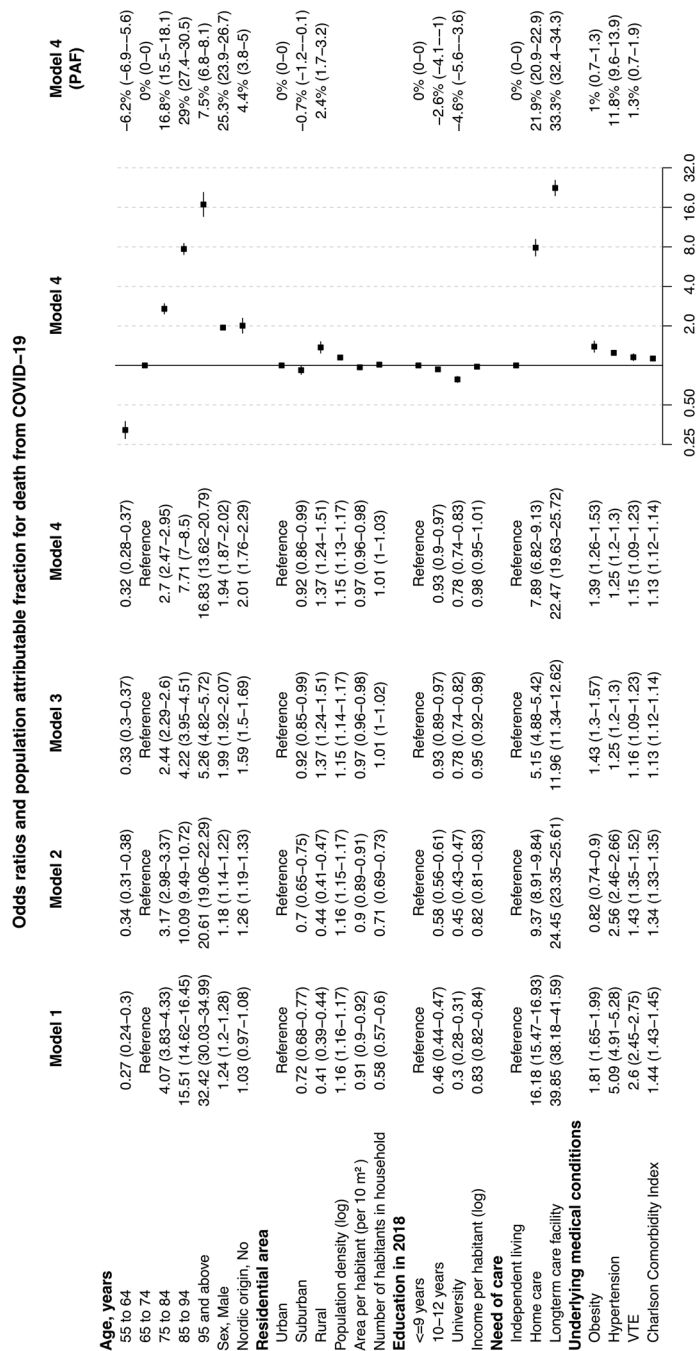 Odds ratios and population attributable fraction for death from COVID−19
Model 1 Model 2 Model 3 Model 4 Model 4 Model 4
(PAF)
Age, years
55 to 64 0.27 (0.24−0.3) 0.34 (0.31−0.38) 0.33 (0.3−0.37) 0.32 (0.28−0.37) −6.2% (−6.9−−5.6)
65 to 74 Reference Reference Reference Reference 0% (0−0)
75 to 84 4.07 (3.83−4.33) 3.17 (2.98−3.37) 2.44 (2.29−2.6) 2.7 (2.47−2.95) 16.8% (15.5−18.1)
85 to 94 15.51 (14.62−16.45) 10.09 (9.49−10.72) 4.22 (3.95−4.51) 7.71 (7−8.5) 29% (27.4−30.5)
95 and above 32.42 (30.03−34.99) 20.61 (19.06−22.29) 5.26 (4.82−5.72) 16.83 (13.62−20.79) 7.5% (6.8−8.1)
Sex, Male 1.24 (1.2−1.28) 1.18 (1.14−1.22) 1.99 (1.92−2.07) 1.94 (1.87−2.02) 25.3% (23.9−26.7)
Nordic origin, No 1.03 (0.97−1.08) 1.26 (1.19−1.33) 1.59 (1.5−1.69) 2.01 (1.76−2.29) 4.4% (3.8−5)
Residential area
Urban Reference Reference Reference Reference 0% (0−0)
Suburban 0.72 (0.68−0.77) 0.7 (0.65−0.75) 0.92 (0.85−0.99) 0.92 (0.86−0.99) −0.7% (−1.2−−0.1)
Rural 0.41 (0.39−0.44) 0.44 (0.41−0.47) 1.37 (1.24−1.51) 1.37 (1.24−1.51) 2.4% (1.7−3.2)
Population density (log) 1.16 (1.16−1.17) 1.16 (1.15−1.17) 1.15 (1.14−1.17) 1.15 (1.13−1.17)
Area per habitant (per 10 m²) 0.91 (0.9−0.92) 0.9 (0.89−0.91) 0.97 (0.96−0.98) 0.97 (0.96−0.98)
Number of habitants in household 0.58 (0.57−0.6) 0.71 (0.69−0.73) 1.01 (1−1.02) 1.01 (1−1.03)
Education in 2018
<=9 years Reference Reference Reference Reference 0% (0−0)
10−12 years 0.46 (0.44−0.47) 0.58 (0.56−0.61) 0.93 (0.89−0.97) 0.93 (0.9−0.97) −2.6% (−4.1−−1)
University 0.3 (0.28−0.31) 0.45 (0.43−0.47) 0.78 (0.74−0.82) 0.78 (0.74−0.83) −4.6% (−5.6−−3.6)
Income per habitant (log) 0.83 (0.82−0.84) 0.82 (0.81−0.83) 0.95 (0.92−0.98) 0.98 (0.95−1.01)
Need of care
Independent living Reference Reference Reference Reference 0% (0−0)
Home care 16.18 (15.47−16.93) 9.37 (8.91−9.84) 5.15 (4.88−5.42) 7.89 (6.82−9.13) 21.9% (20.9−22.9)
Longterm care facility 39.85 (38.18−41.59) 24.45 (23.35−25.61) 11.96 (11.34−12.62) 22.47 (19.63−25.72) 33.3% (32.4−34.3)
Underlying medical conditions
Obesity 1.81 (1.65−1.99) 0.82 (0.74−0.9) 1.43 (1.3−1.57) 1.39 (1.26−1.53) 1% (0.7−1.3)
Hypertension 5.09 (4.91−5.28) 2.56 (2.46−2.66) 1.25 (1.2−1.3) 1.25 (1.2−1.3) 11.8% (9.6−13.9)
VTE 2.6 (2.45−2.75) 1.43 (1.35−1.52) 1.16 (1.09−1.23) 1.15 (1.09−1.23) 1.3% (0.7−1.9)
Charlson Comorbidity Index 1.44 (1.43−1.45) 1.34 (1.33−1.35) 1.13 (1.12−1.14) 1.13 (1.12−1.14)
0.25 0.50 2.0 4.0 8.0 16.0 32.0